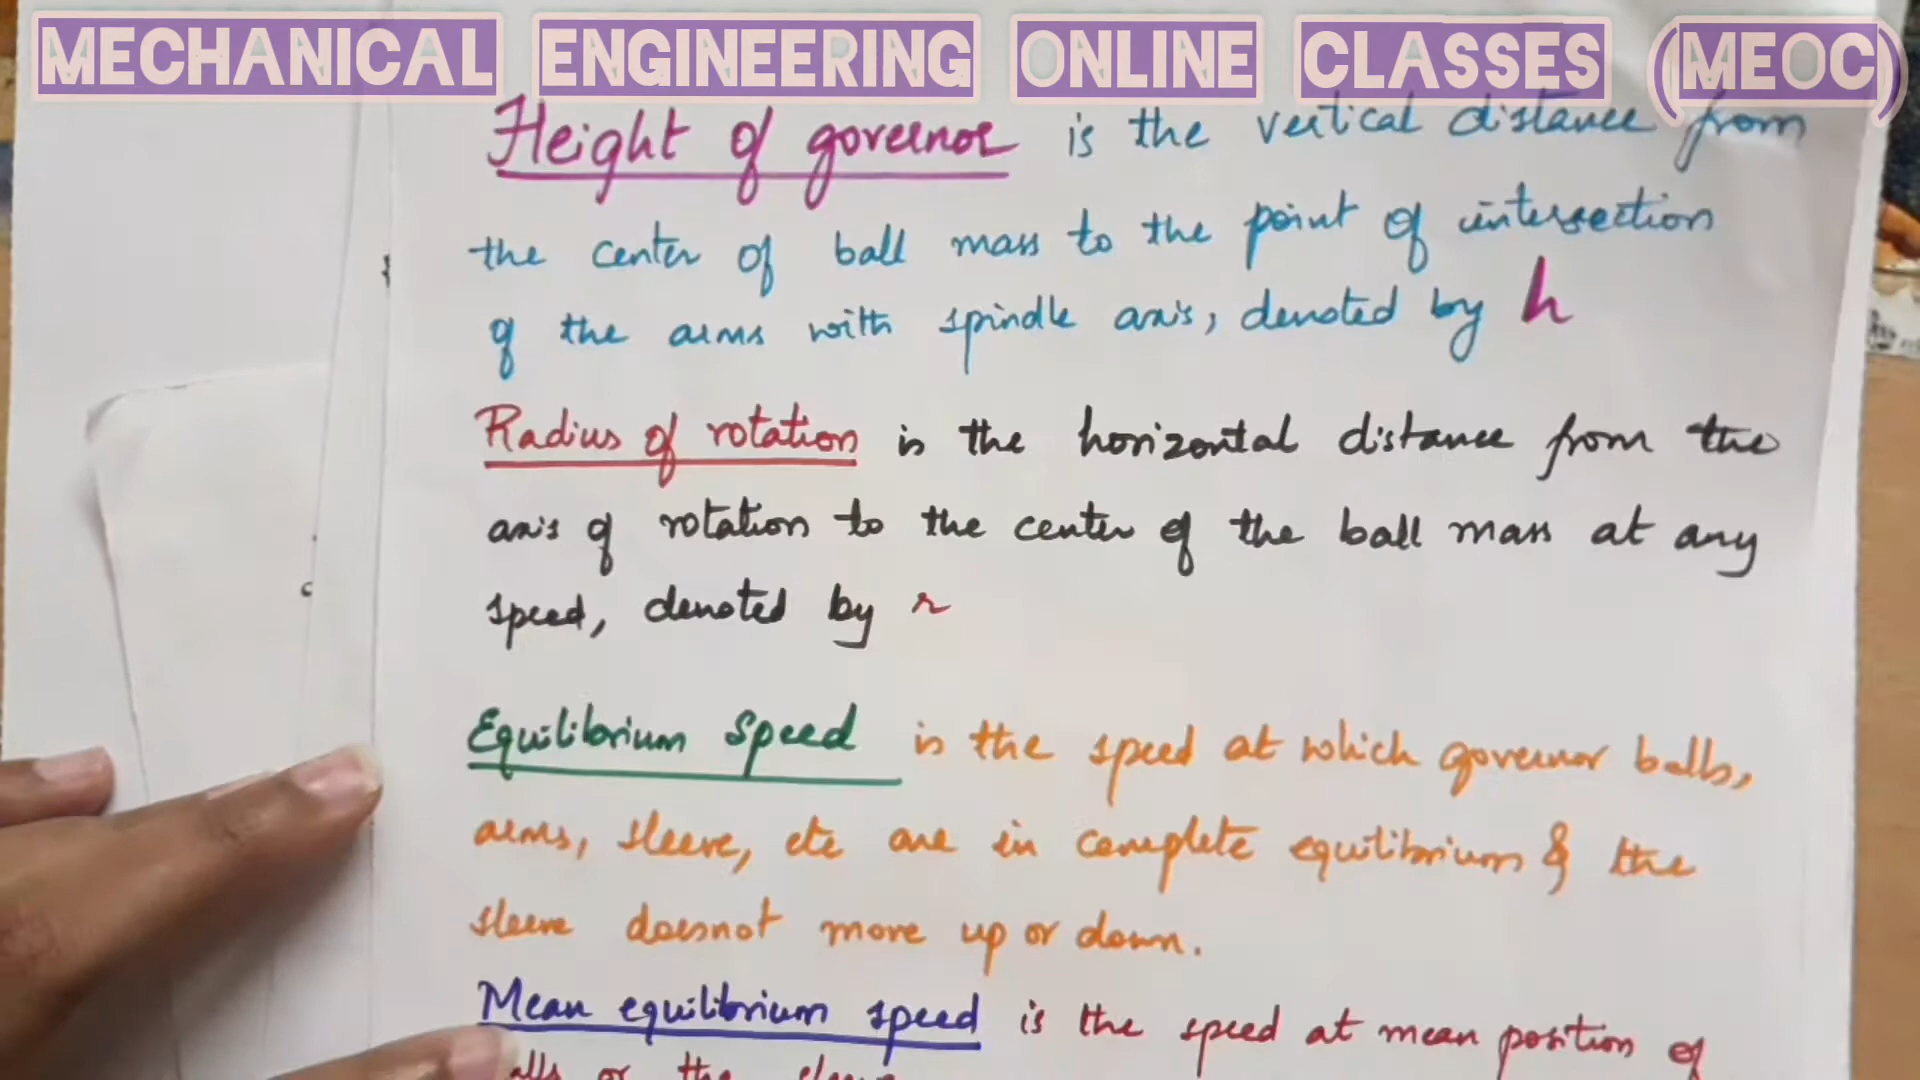 MECHANICAL ENGINEERING ONLINE CLASSES (MEOC)
Height of governor is the vertical distance from
the center of ball mass to the point of intersection
of the arms with spindle axis, denoted by h
Radius of rotation is the horizontal distance from the
axis of rotation to the center of the ball mass at any
speed, denoted by r
Equilibrium Speed is the speed at which governor balls,
arms, sleeve, etc are in complete equilibrium & the
sleeve doesnot move up or down.
Mean equilibrium speed is the speed at mean position of
or the